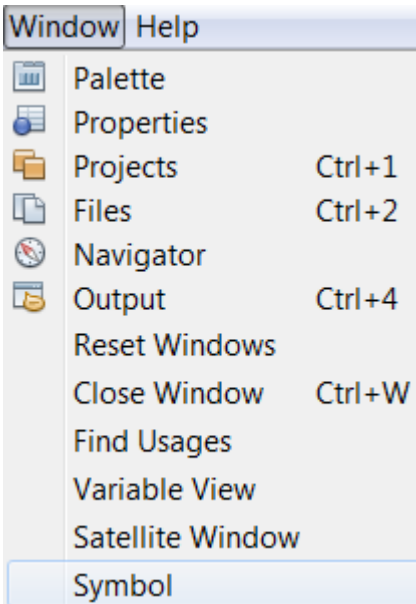 Window Help
Palette
Properties
Projects Ctrl+1
Files Ctrl+2
Navigator
Output Ctrl+4
Reset Windows
Close Window Ctrl+W
Find Usages
Variable View
Satellite Window
Symbol